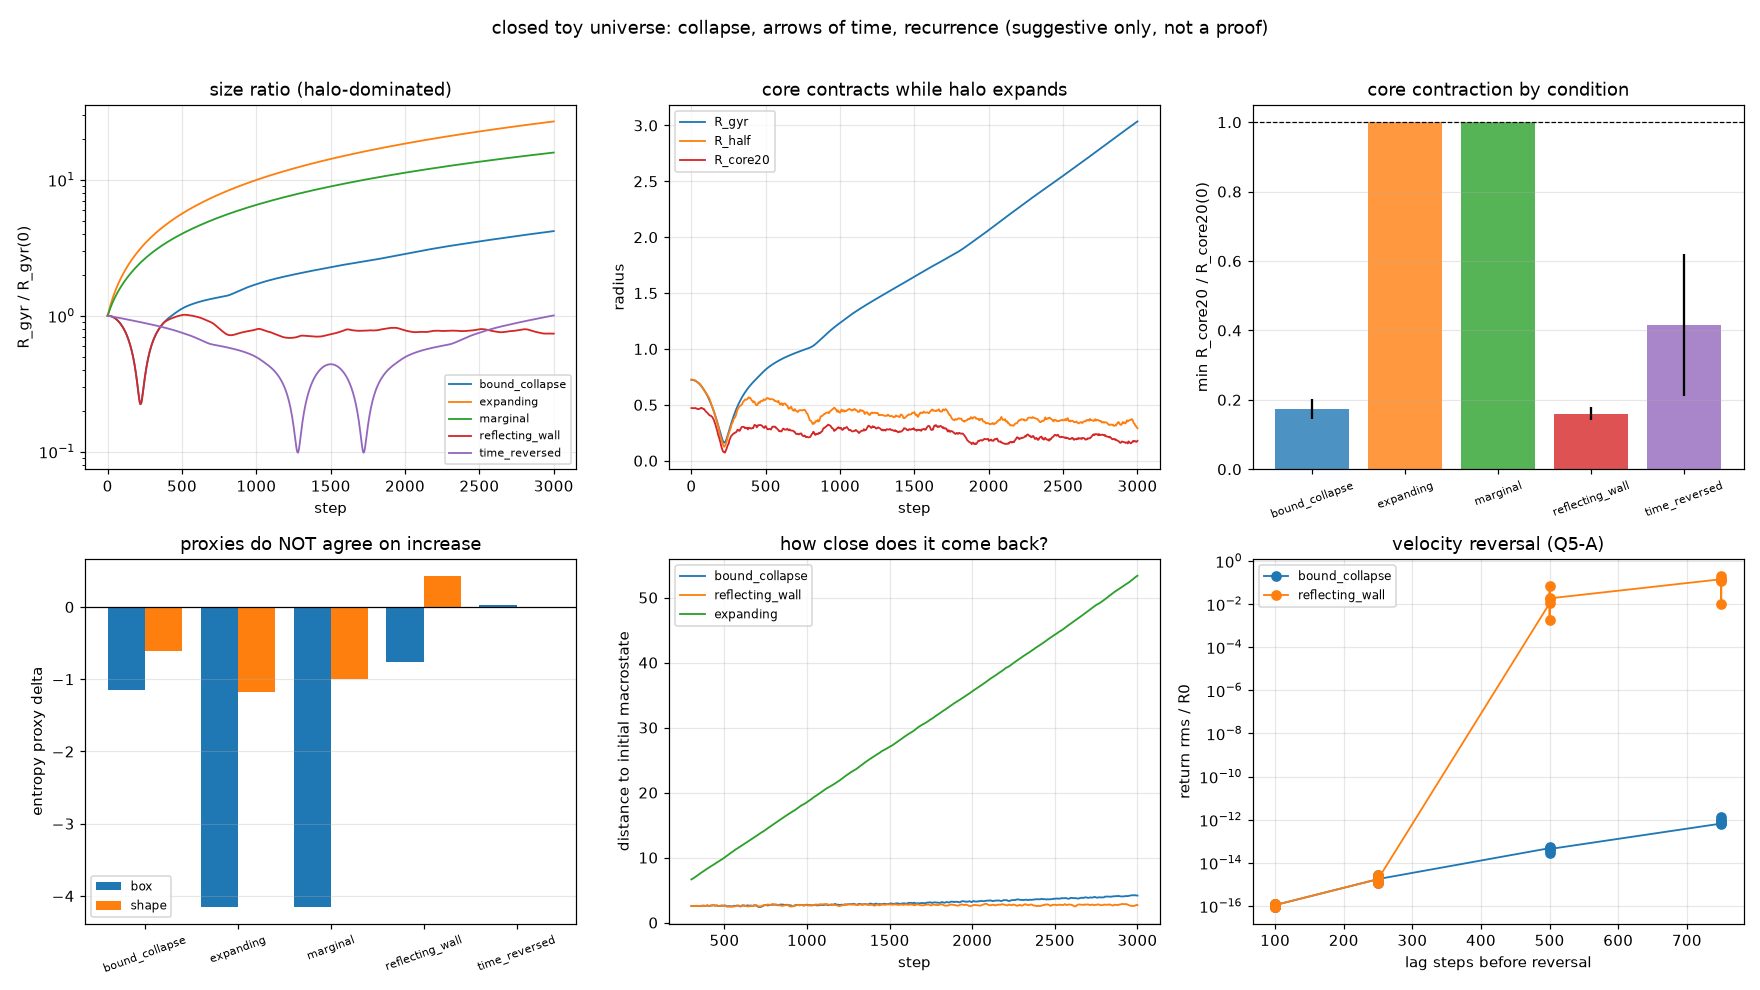 closed toy universe: collapse, arrows of time, recurrence (suggestive only, not a proof)
size ratio (halo-dominated)
R_gyr / R_gyr(0)
10¹
10⁰
10⁻¹
bound_collapse
expanding
marginal
reflecting_wall
time_reversed
0 500 1000 1500 2000 2500 3000
step
core contracts while halo expands
radius
3.0
2.5
2.0
1.5
1.0
0.5
0.0
R_gyr
R_half
R_core20
0 500 1000 1500 2000 2500 3000
step
core contraction by condition
min R_core20 / R_core20(0)
1.0
0.8
0.6
0.4
0.2
0.0
bound_collapse expanding marginal reflecting_wall time_reversed
proxies do NOT agree on increase
entropy proxy delta
0
−1
−2
−3
−4
box
shape
bound_collapse expanding marginal reflecting_wall time_reversed
how close does it come back?
distance to initial macrostate
50
40
30
20
10
0
bound_collapse
reflecting_wall
expanding
500 1000 1500 2000 2500 3000
step
velocity reversal (Q5-A)
return rms / R0
10⁰
10⁻²
10⁻⁴
10⁻⁶
10⁻⁸
10⁻¹⁰
10⁻¹²
10⁻¹⁴
10⁻¹⁶
bound_collapse
reflecting_wall
100 200 300 400 500 600 700
lag steps before reversal